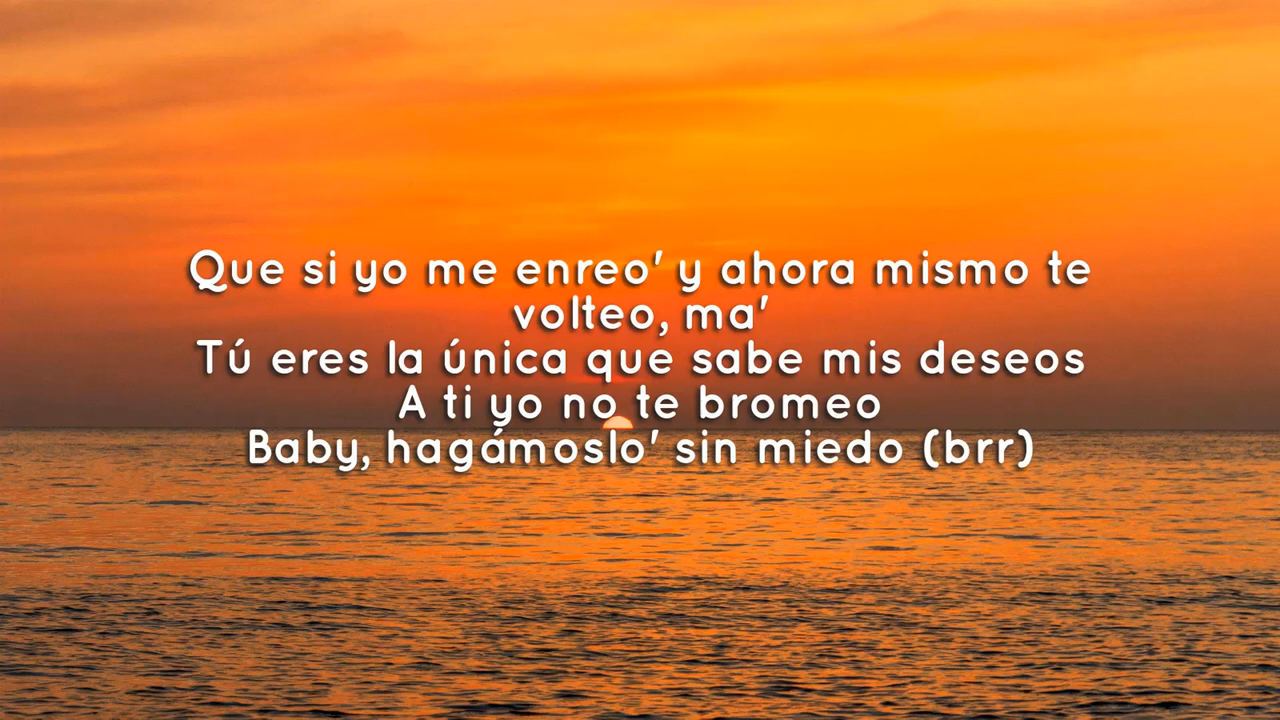 Que si yo me enreo' y ahora mismo te
volteo, ma'
Tú eres la única que sabe mis deseos
A ti yo no te bromeo
Baby, hagámoslo' sin miedo (brr)